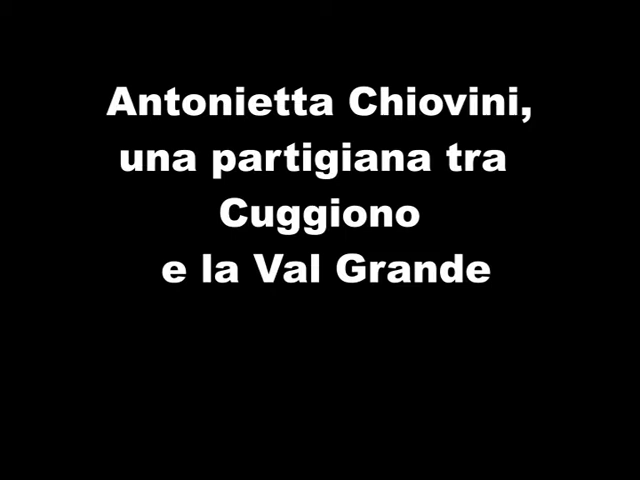 Antonietta Chiovini,
una partigiana tra
Cuggiono
e la Val Grande